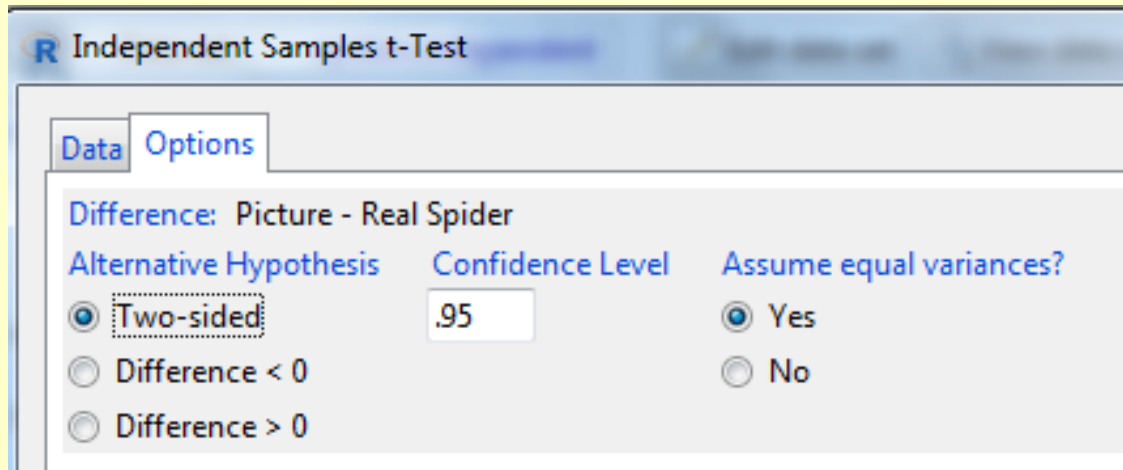 R Independent Samples t-Test
Data Options
Difference: Picture - Real Spider
Alternative Hypothesis Confidence Level Assume equal variances?
Two-sided .95 Yes
Difference < 0 No
Difference > 0